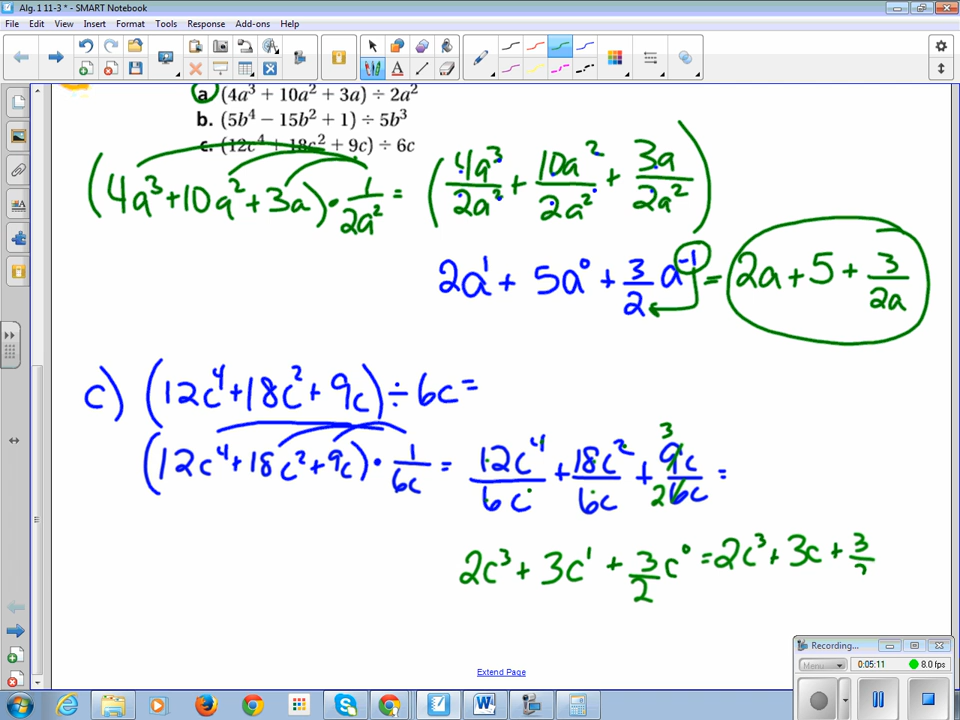 Alg. 1 11-3 * - SMART Notebook
File Edit View Insert Format Tools Response Add-ons Help
a. (4a³ + 10a² + 3a) ÷ 2a²
b. (5b⁴ − 15b² + 1) ÷ 5b³
c. (12c⁴ + 18c² + 9c) ÷ 6c
(4a³+10a²+3a)·1/2a² = (4a³/2a² + 10a²/2a² + 3a/2a²)
2a¹ + 5a⁰ + 3/2 a⁻¹ = 2a + 5 + 3/2a
c) (12c⁴+18c²+9c) ÷ 6c =
(12c⁴+18c²+9c)·1/6c = 12c⁴/6c + 18c²/6c + 9c/6c =
3
2
2c³ + 3c¹ + 3/2 c⁰ = 2c³ + 3c + 3/2
Extend Page
Recording...
Menu
0:05:11
8.0 fps